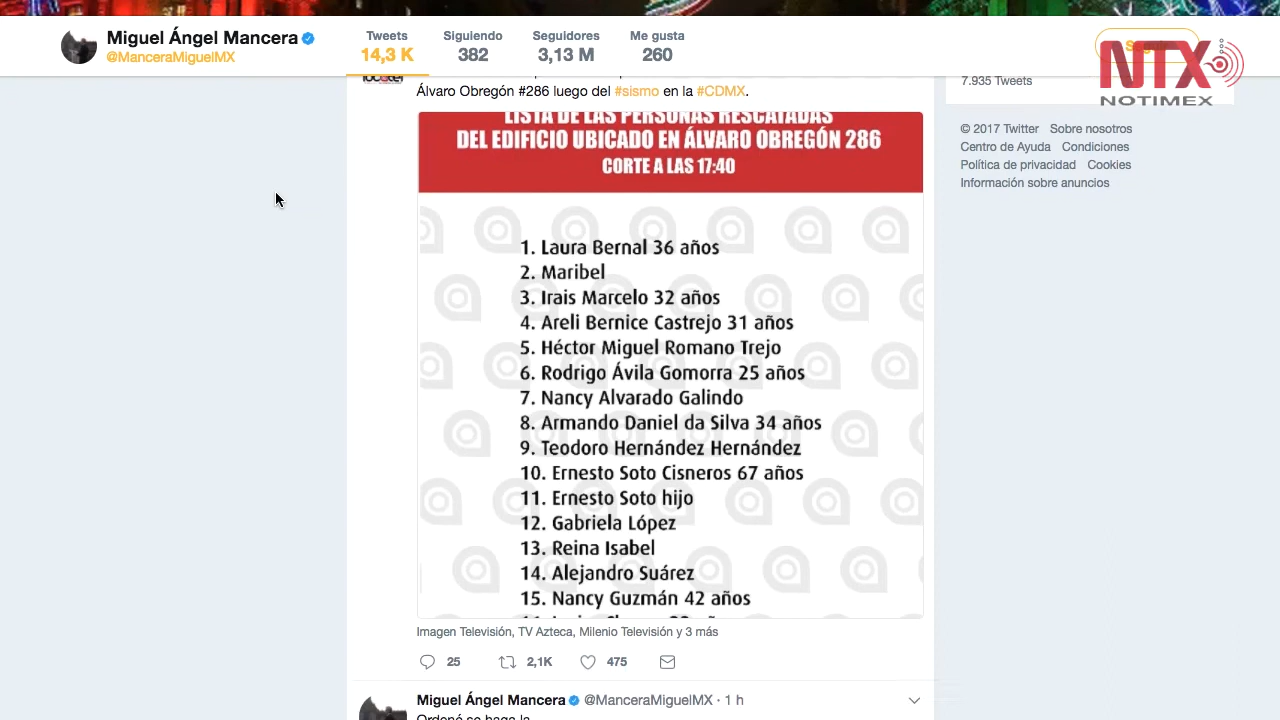 Miguel Ángel Mancera
@ManceraMiguelMX
Tweets
14,3 K
Siguiendo
382
Seguidores
3,13 M
Me gusta
260
NTX
NOTIMEX
7.935 Tweets
© 2017 Twitter Sobre nosotros
Centro de Ayuda Condiciones
Política de privacidad Cookies
Información sobre anuncios
Álvaro Obregón #286 luego del #sismo en la #CDMX.
LISTA DE LAS PERSONAS RESCATADAS
DEL EDIFICIO UBICADO EN ÁLVARO OBREGÓN 286
CORTE A LAS 17:40
1. Laura Bernal 36 años
2. Maribel
3. Irais Marcelo 32 años
4. Areli Bernice Castrejo 31 años
5. Héctor Miguel Romano Trejo
6. Rodrigo Ávila Gomorra 25 años
7. Nancy Alvarado Galindo
8. Armando Daniel da Silva 34 años
9. Teodoro Hernández Hernández
10. Ernesto Soto Cisneros 67 años
11. Ernesto Soto hijo
12. Gabriela López
13. Reina Isabel
14. Alejandro Suárez
15. Nancy Guzmán 42 años
Imagen Televisión, TV Azteca, Milenio Televisión y 3 más
25 2,1K 475
Miguel Ángel Mancera @ManceraMiguelMX · 1 h
Ordené se haga la